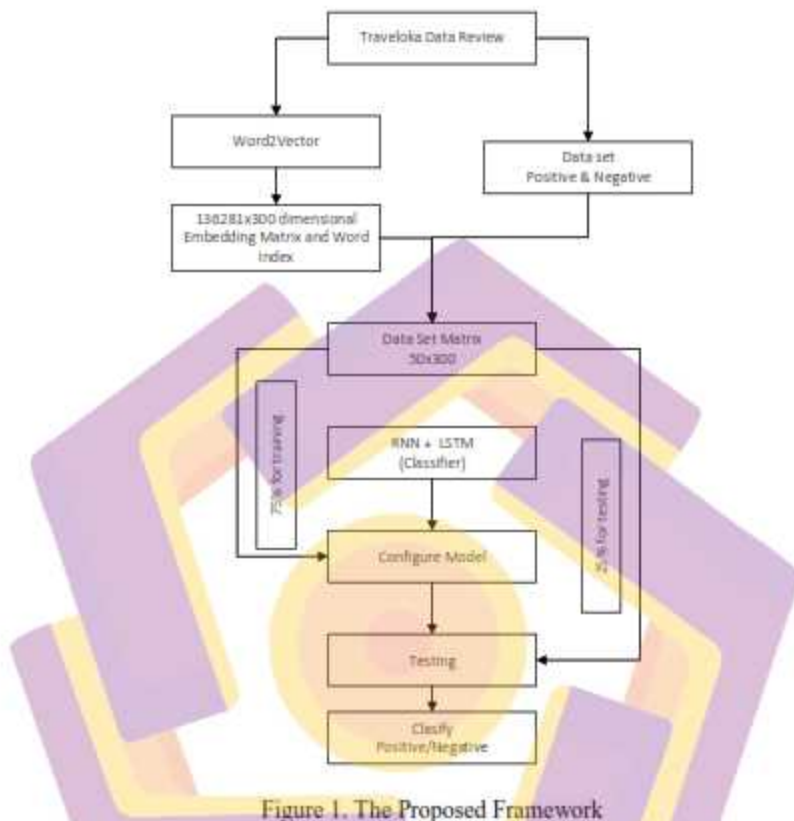 Traveloka Data Review
Word2Vector
Data set
Positive & Negative
136281x300 dimensional
Embedding Matrix and Word
Index
Data Set Matrix
50x300
75% for training
RNN + LSTM
(Classifier)
25% for testing
Configure Model
Testing
Clasify
Positive/Negative
Figure 1. The Proposed Framework